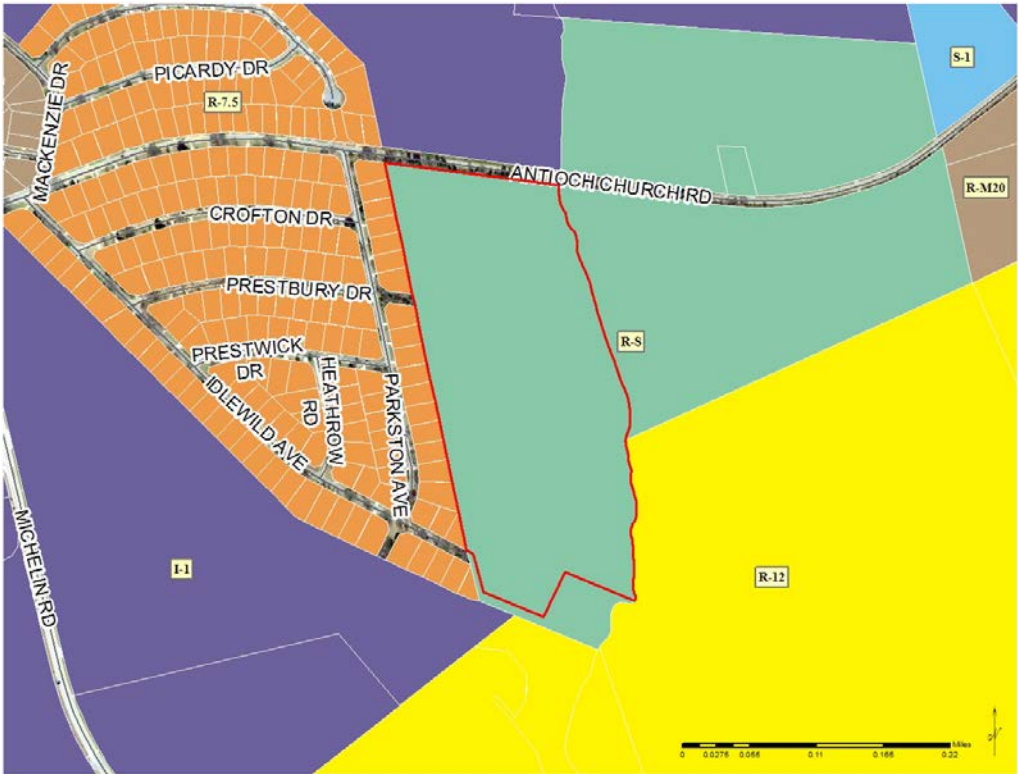 S-1
PICARDY DR
R-7.5
MACKENZIE DR
ANTIOCH CHURCH RD
R-M20
CROFTON DR
PRESTBURY DR
R-S
PRESTWICK
DR
HEATHROW
RD
IDLEWILD AVE
PARKSTON AVE
MICHELIN RD
I-1
R-12
Miles
0 0.0275 0.055 0.11 0.165 0.22